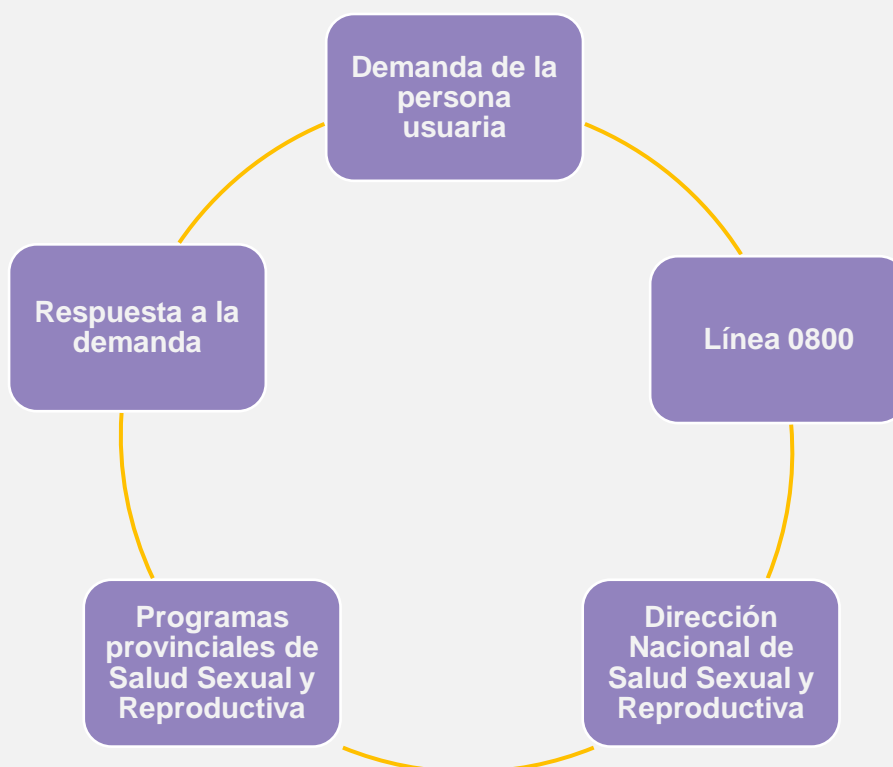 Demanda de la
persona
usuaria
Línea 0800
Dirección
Nacional de
Salud Sexual y
Reproductiva
Programas
provinciales de
Salud Sexual y
Reproductiva
Respuesta a la
demanda